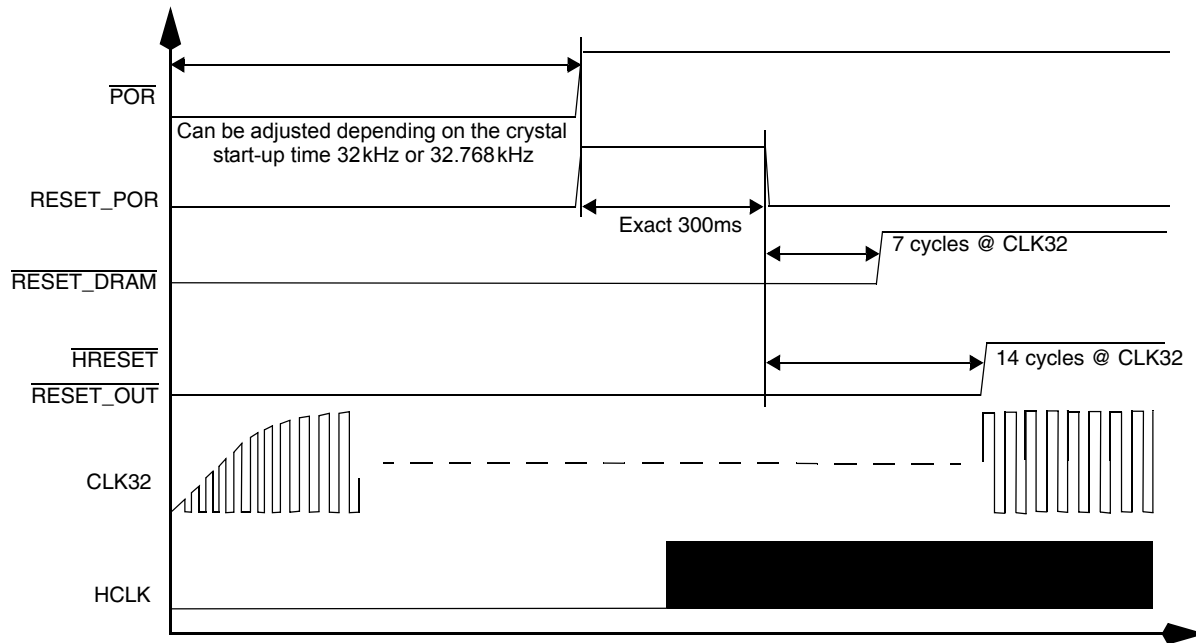 POR
Can be adjusted depending on the crystal
start-up time 32kHz or 32.768kHz
RESET_POR
Exact 300ms
7 cycles @ CLK32
RESET_DRAM
HRESET
14 cycles @ CLK32
RESET_OUT
CLK32
HCLK